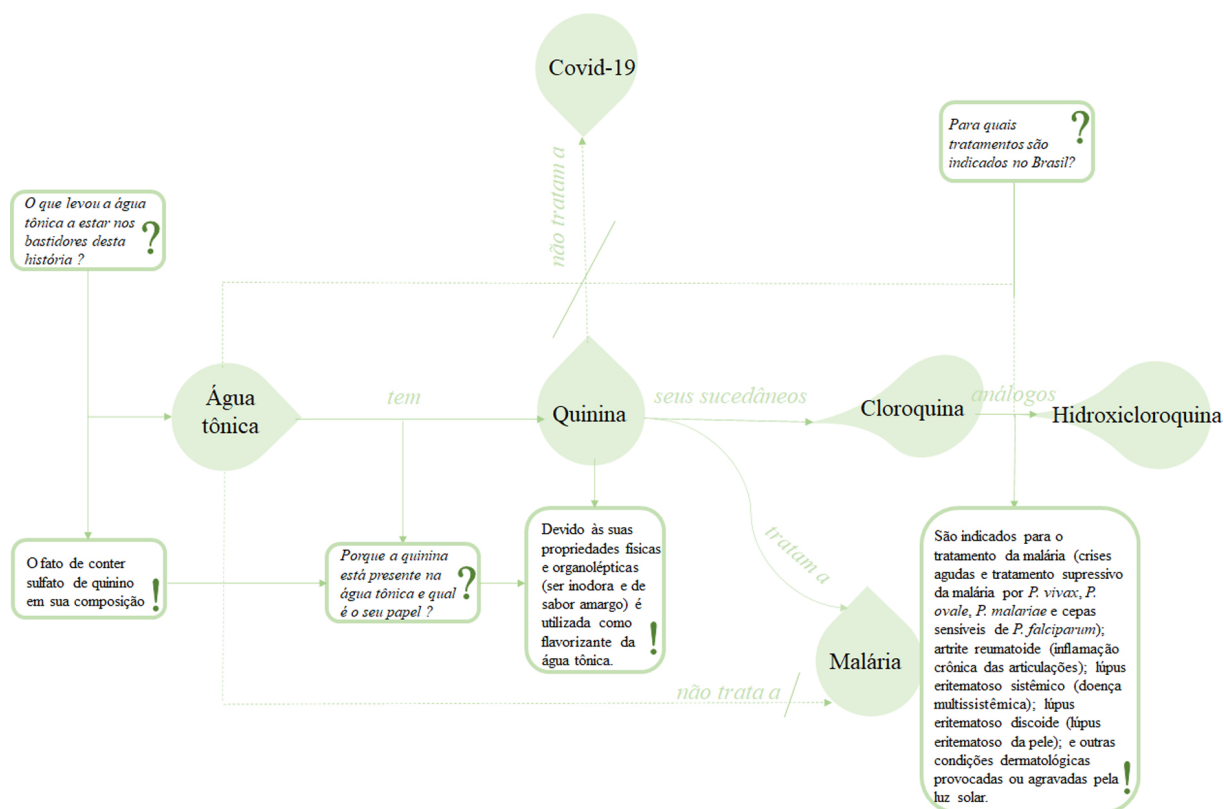 Covid-19
não tratam a
Para quais
tratamentos são
indicados no Brasil?
?
O que levou a água
tônica a estar nos
bastidores desta
história ?
?
Água
tônica
tem
Quinina
seus sucedâneos
Cloroquina
análogos
Hidroxicloroquina
tratam a
O fato de conter
sulfato de quinino
em sua composição
!
Porque a quinina
está presente na
água tônica e qual
é o seu papel ?
?
Devido às suas
propriedades físicas
e organolépticas
(ser inodora e de
sabor amargo) é
utilizada como
flavorizante da
água tônica.
!
não trata a
Malária
São indicados para o
tratamento da malária (crises
agudas e tratamento supressivo
da malária por P. vivax, P.
ovale, P. malariae e cepas
sensíveis de P. falciparum);
artrite reumatoide (inflamação
crônica das articulações); lúpus
eritematoso sistêmico (doença
multissistêmica); lúpus
eritematoso discoide (lúpus
eritematoso da pele); e outras
condições dermatológicas
provocadas ou agravadas pela
luz solar.
!